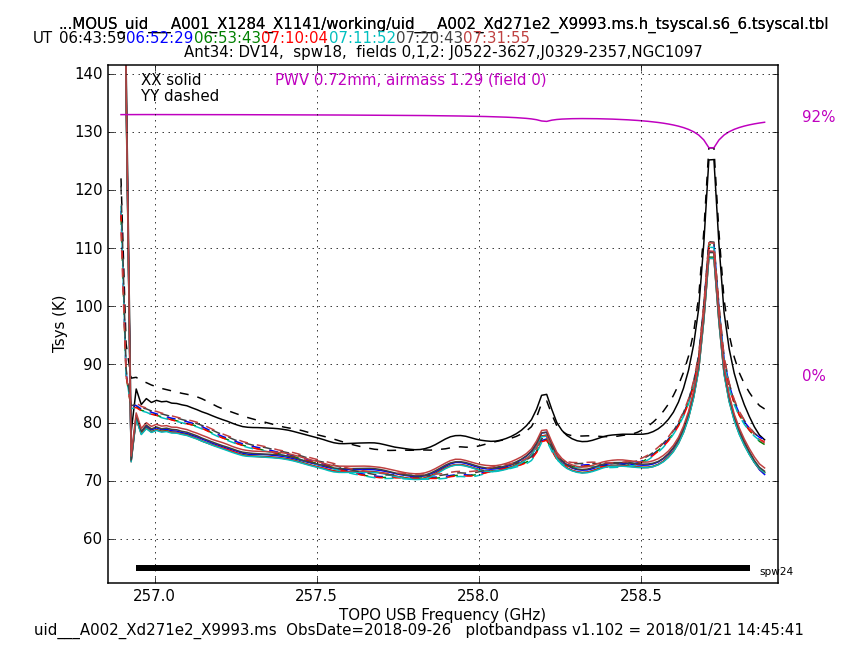 ...MOUS_uid___A001_X1284_X1141/working/uid___A002_Xd271e2_X9993.ms.h_tsyscal.s6_6.tsyscal.tbl
UT 06:43:59 06:52:29 06:53:43 07:10:04 07:11:52 07:20:43 07:31:55
Ant34: DV14,  spw18,  fields 0,1,2: J0522-3627,J0329-2357,NGC1097
XX solid
YY dashed
PWV 0.72mm, airmass 1.29 (field 0)
92%
0%
140
130
120
110
100
90
80
70
60
Tsys (K)
spw24
257.0 257.5 258.0 258.5
TOPO USB Frequency (GHz)
uid___A002_Xd271e2_X9993.ms  ObsDate=2018-09-26   plotbandpass v1.102 = 2018/01/21 14:45:41